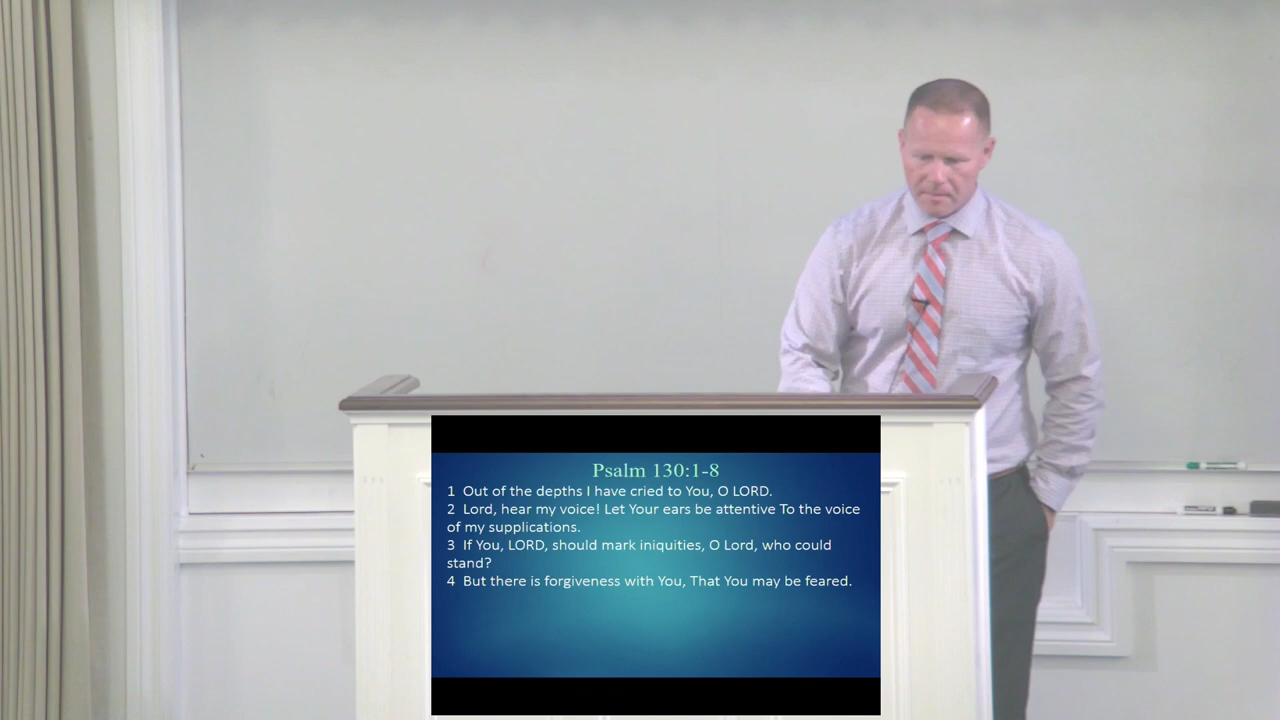 Psalm 130:1-8
1 Out of the depths I have cried to You, O LORD.
2 Lord, hear my voice! Let Your ears be attentive To the voice
of my supplications.
3 If You, LORD, should mark iniquities, O Lord, who could
stand?
4 But there is forgiveness with You, That You may be feared.